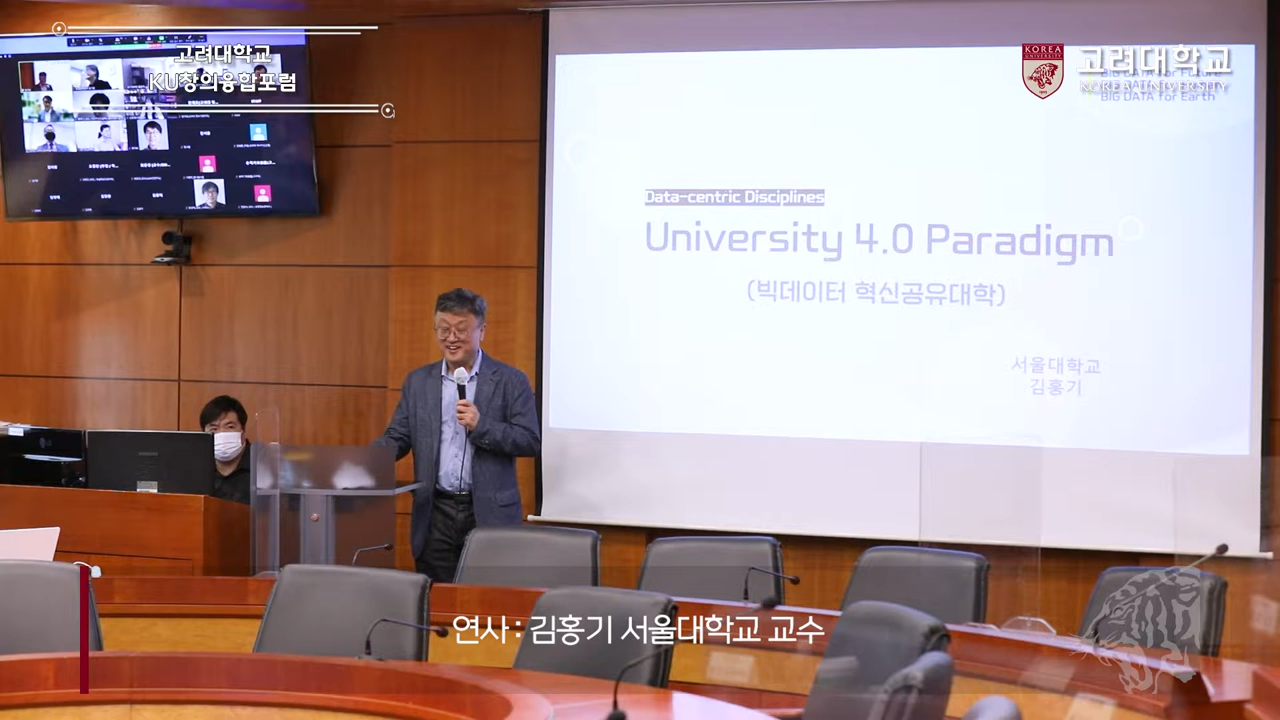 고려대학교
KU창의융합포럼
KOREA
UNIVERSITY
고려대학교
KOREA UNIVERSITY
BIG DATA for Earth
Data-centric Disciplines
University 4.0 Paradigm
(빅데이터 혁신공유대학)
서울대학교
김홍기
연사 : 김홍기 서울대학교 교수